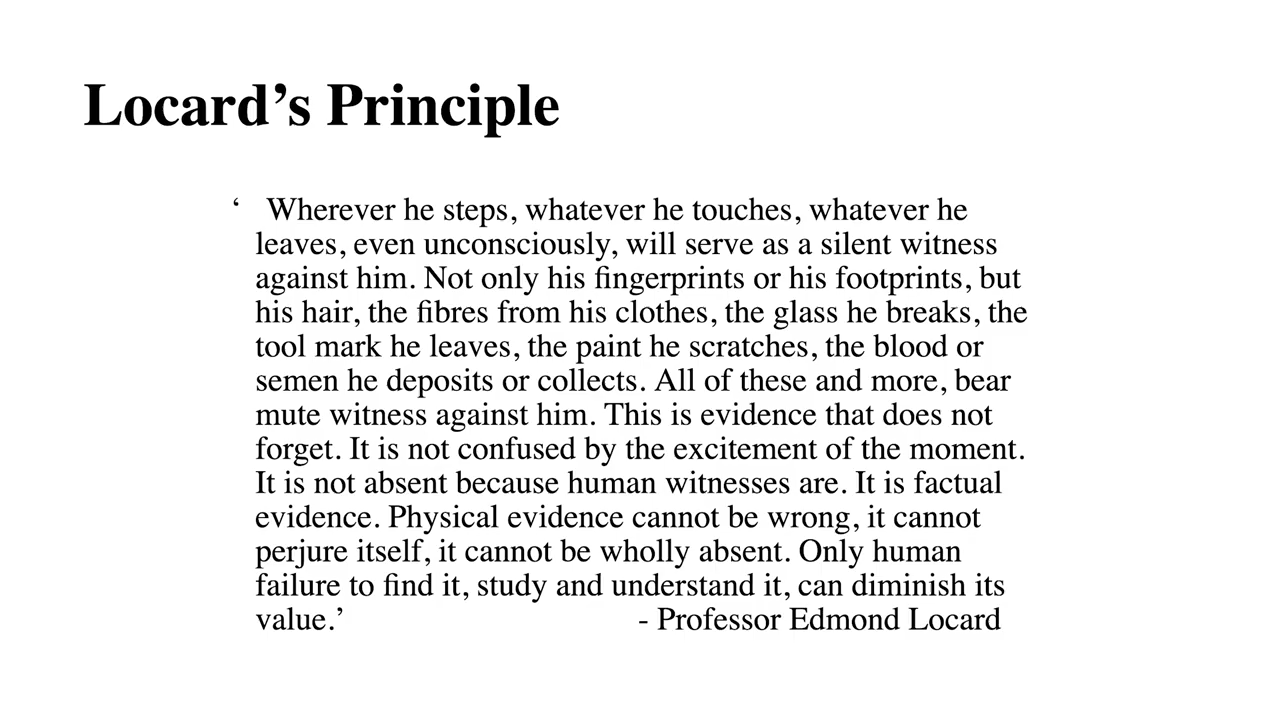 Locard’s Principle
‘ Wherever he steps, whatever he touches, whatever he
leaves, even unconsciously, will serve as a silent witness
against him. Not only his fingerprints or his footprints, but
his hair, the fibres from his clothes, the glass he breaks, the
tool mark he leaves, the paint he scratches, the blood or
semen he deposits or collects. All of these and more, bear
mute witness against him. This is evidence that does not
forget. It is not confused by the excitement of the moment.
It is not absent because human witnesses are. It is factual
evidence. Physical evidence cannot be wrong, it cannot
perjure itself, it cannot be wholly absent. Only human
failure to find it, study and understand it, can diminish its
value.’ - Professor Edmond Locard